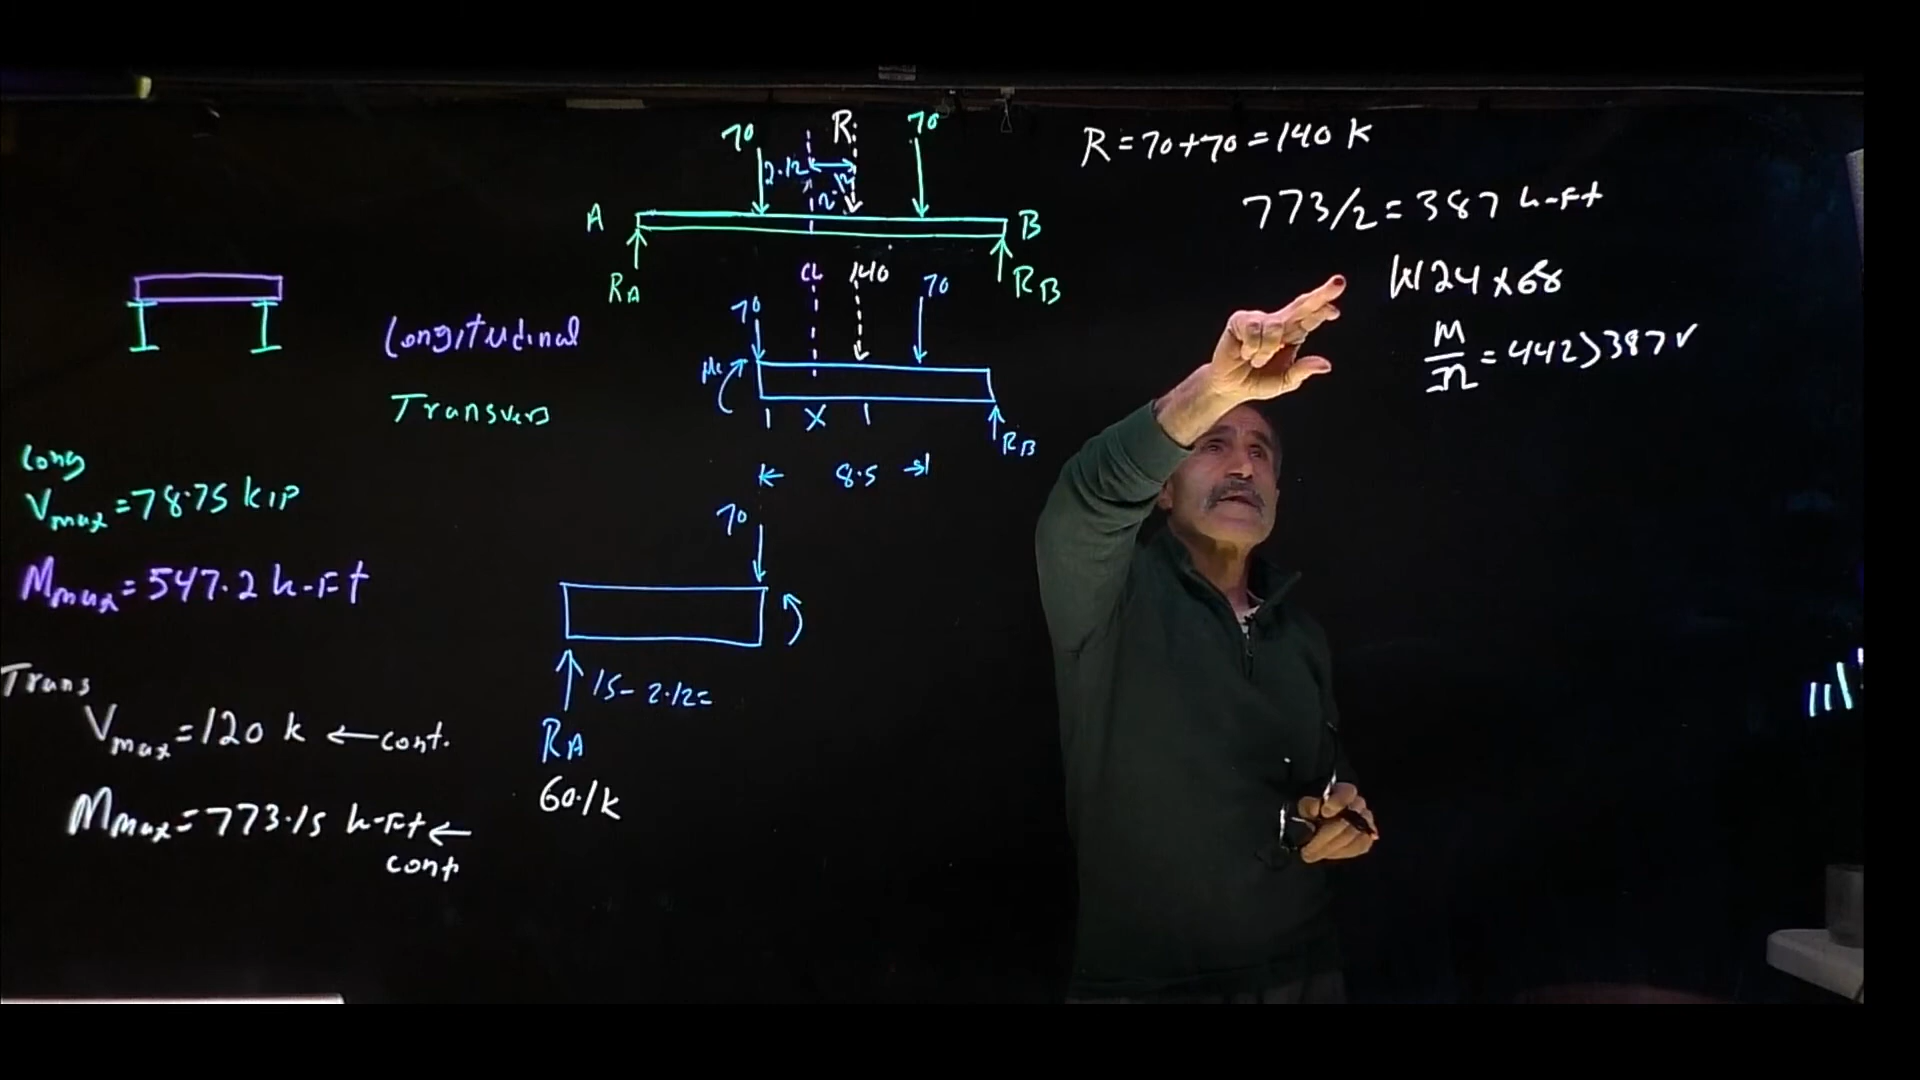 70
R
70
2.12
2.12
A
B
RA
RB
R = 70+70 = 140 K
773/2 = 387 k-Ft
W24x68
M/Ω = 442 > 387 ✓
CL
140
70
70
Mc
RB
X
8.5
Longitudinal
Transvers
Long
Vmax = 78.75 KIP
Mmax = 547.2 k-Ft
Trans
Vmax = 120 k ← cont.
Mmax = 773.15 k-Ft ←
cont
70
15 - 2.12 =
RA
60.1k